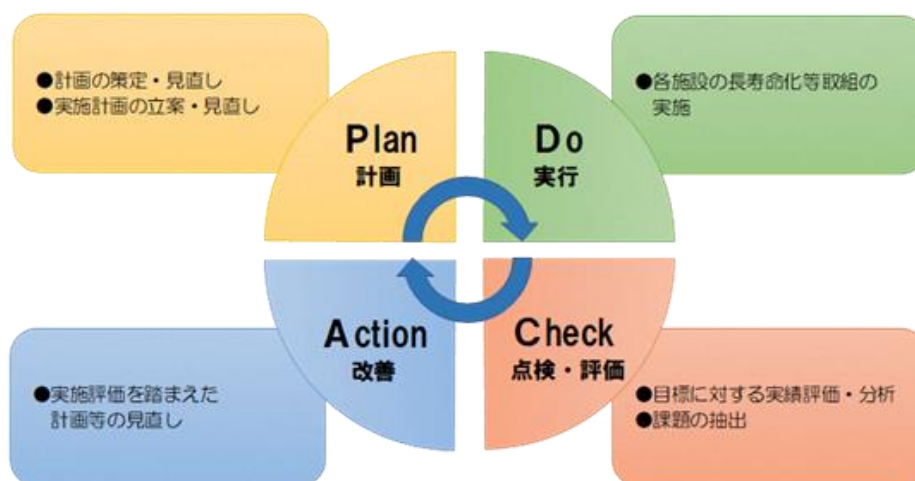 ●計画の策定・見直し
●実施計画の立案・見直し
Plan
計画
●各施設の長寿命化等取組の
実施
Do
実行
●実施評価を踏まえた
計画等の見直し
Action
改善
●目標に対する実績評価・分析
●課題の抽出
Check
点検・評価